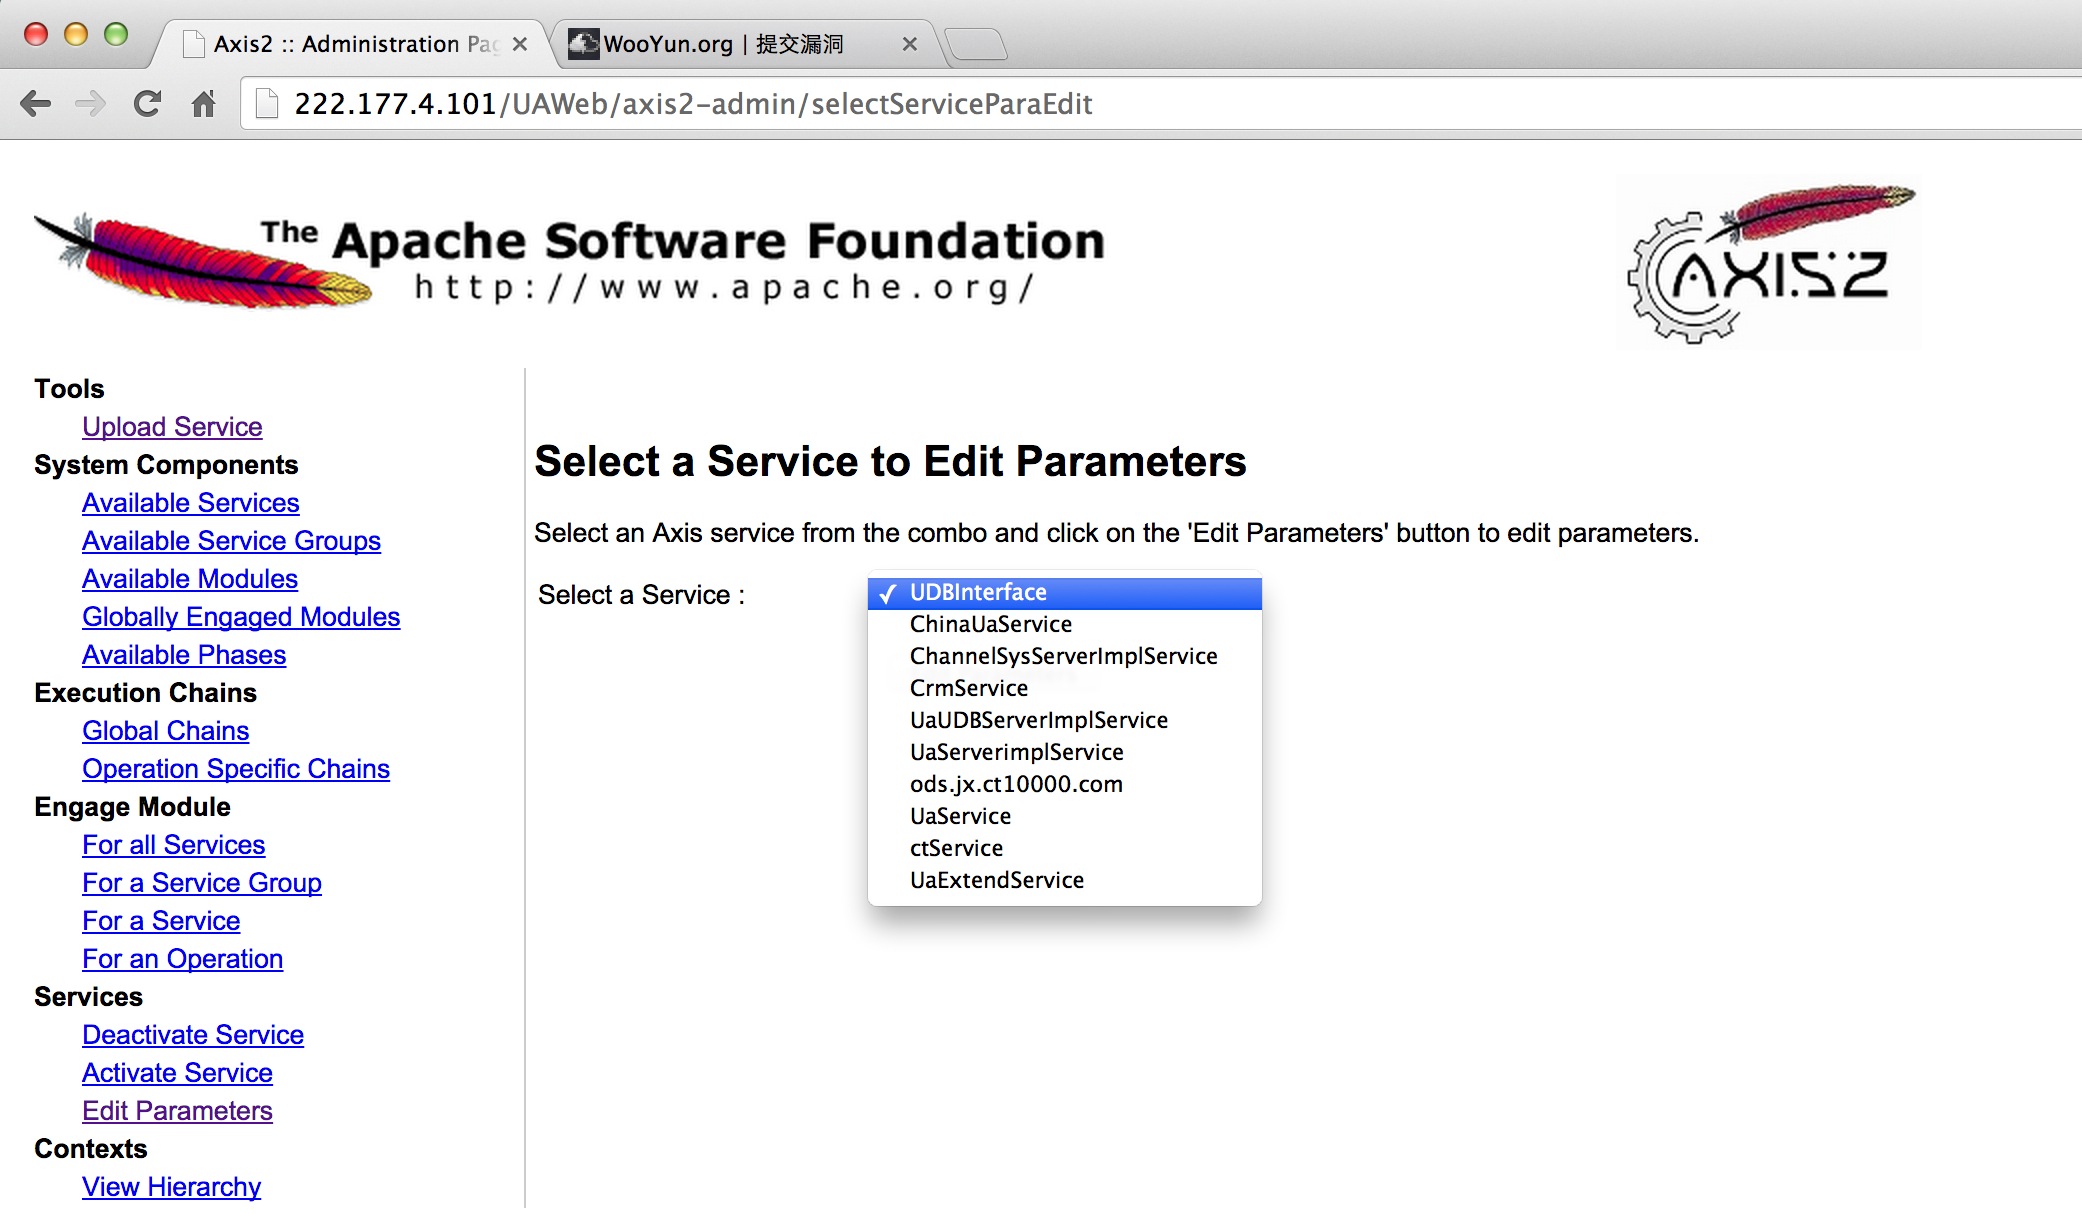 Axis2 :: Administration Pag
WooYun.org | 提交漏洞
222.177.4.101/UAWeb/axis2-admin/selectServiceParaEdit
The Apache Software Foundation
http://www.apache.org/
AXIS2
Tools
Upload Service
System Components
Available Services
Available Service Groups
Available Modules
Globally Engaged Modules
Available Phases
Execution Chains
Global Chains
Operation Specific Chains
Engage Module
For all Services
For a Service Group
For a Service
For an Operation
Services
Deactivate Service
Activate Service
Edit Parameters
Contexts
View Hierarchy
Select a Service to Edit Parameters
Select an Axis service from the combo and click on the 'Edit Parameters' button to edit parameters.
Select a Service :
UDBInterface
ChinaUaService
ChannelSysServerImplService
CrmService
UaUDBServerImplService
UaServerimplService
ods.jx.ct10000.com
UaService
ctService
UaExtendService